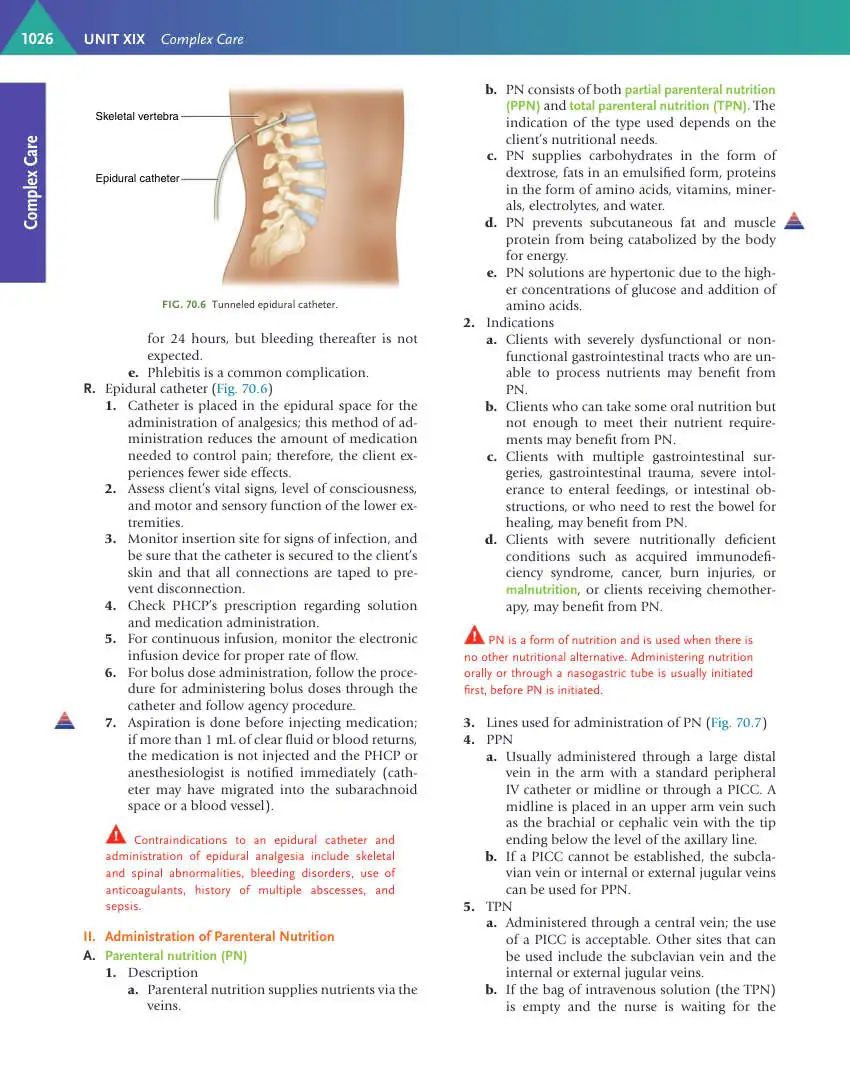 1026
UNIT XIX Complex Care
Complex Care
Skeletal vertebra
Epidural catheter
FIG. 70.6 Tunneled epidural catheter.
for 24 hours, but bleeding thereafter is not
expected.
e. Phlebitis is a common complication.
R. Epidural catheter (Fig. 70.6)
1. Catheter is placed in the epidural space for the
administration of analgesics; this method of ad-
ministration reduces the amount of medication
needed to control pain; therefore, the client ex-
periences fewer side effects.
2. Assess client's vital signs, level of consciousness,
and motor and sensory function of the lower ex-
tremities.
3. Monitor insertion site for signs of infection, and
be sure that the catheter is secured to the client's
skin and that all connections are taped to pre-
vent disconnection.
4. Check PHCP's prescription regarding solution
and medication administration.
5. For continuous infusion, monitor the electronic
infusion device for proper rate of flow.
6. For bolus dose administration, follow the proce-
dure for administering bolus doses through the
catheter and follow agency procedure.
7. Aspiration is done before injecting medication;
if more than 1 mL of clear fluid or blood returns,
the medication is not injected and the PHCP or
anesthesiologist is notified immediately (cath-
eter may have migrated into the subarachnoid
space or a blood vessel).
Contraindications to an epidural catheter and
administration of epidural analgesia include skeletal
and spinal abnormalities, bleeding disorders, use of
anticoagulants, history of multiple abscesses, and
sepsis.
II. Administration of Parenteral Nutrition
A. Parenteral nutrition (PN)
1. Description
a. Parenteral nutrition supplies nutrients via the
veins.
b. PN consists of both partial parenteral nutrition
(PPN) and total parenteral nutrition (TPN). The
indication of the type used depends on the
client's nutritional needs.
c. PN supplies carbohydrates in the form of
dextrose, fats in an emulsified form, proteins
in the form of amino acids, vitamins, miner-
als, electrolytes, and water.
d. PN prevents subcutaneous fat and muscle
protein from being catabolized by the body
for energy.
e. PN solutions are hypertonic due to the high-
er concentrations of glucose and addition of
amino acids.
2. Indications
a. Clients with severely dysfunctional or non-
functional gastrointestinal tracts who are un-
able to process nutrients may benefit from
PN.
b. Clients who can take some oral nutrition but
not enough to meet their nutrient require-
ments may benefit from PN.
c. Clients with multiple gastrointestinal sur-
geries, gastrointestinal trauma, severe intol-
erance to enteral feedings, or intestinal ob-
structions, or who need to rest the bowel for
healing, may benefit from PN.
d. Clients with severe nutritionally deficient
conditions such as acquired immunodefi-
ciency syndrome, cancer, burn injuries, or
malnutrition, or clients receiving chemother-
apy, may benefit from PN.
PN is a form of nutrition and is used when there is
no other nutritional alternative. Administering nutrition
orally or through a nasogastric tube is usually initiated
first, before PN is initiated.
3. Lines used for administration of PN (Fig. 70.7)
4. PPN
a. Usually administered through a large distal
vein in the arm with a standard peripheral
IV catheter or midline or through a PICC. A
midline is placed in an upper arm vein such
as the brachial or cephalic vein with the tip
ending below the level of the axillary line.
b. If a PICC cannot be established, the subcla-
vian vein or internal or external jugular veins
can be used for PPN.
5. TPN
a. Administered through a central vein; the use
of a PICC is acceptable. Other sites that can
be used include the subclavian vein and the
internal or external jugular veins.
b. If the bag of intravenous solution (the TPN)
is empty and the nurse is waiting for the